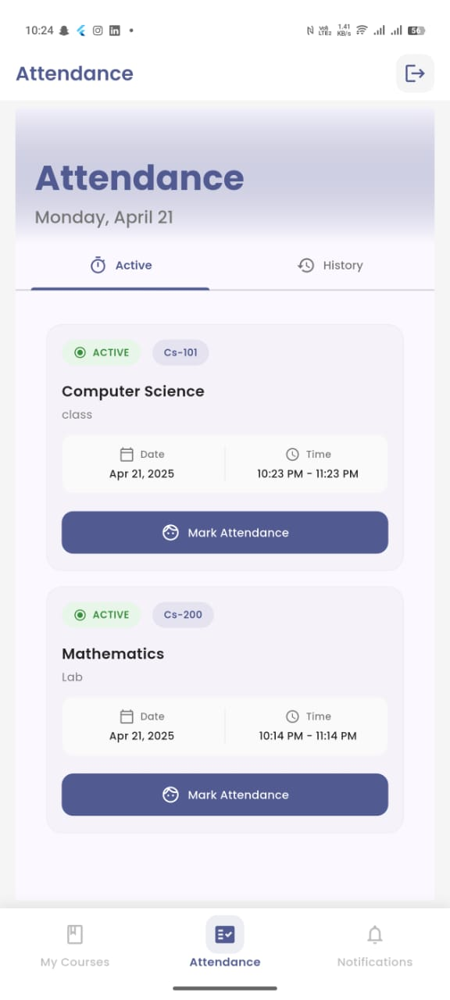 10:24
Vo) LTE2 1.41 KB/s 56
Attendance
Attendance
Monday, April 21
Active History
ACTIVE Cs-101
Computer Science
class
Date Time
Apr 21, 2025 10:23 PM - 11:23 PM
Mark Attendance
ACTIVE Cs-200
Mathematics
Lab
Date Time
Apr 21, 2025 10:14 PM - 11:14 PM
Mark Attendance
My Courses Attendance Notifications